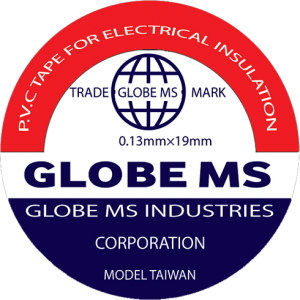 P.V.C TAPE FOR ELECTRICAL INSULATION
TRADE GLOBE MS MARK
0.13mm×19mm
GLOBE MS
GLOBE MS INDUSTRIES
CORPORATION
MODEL TAIWAN